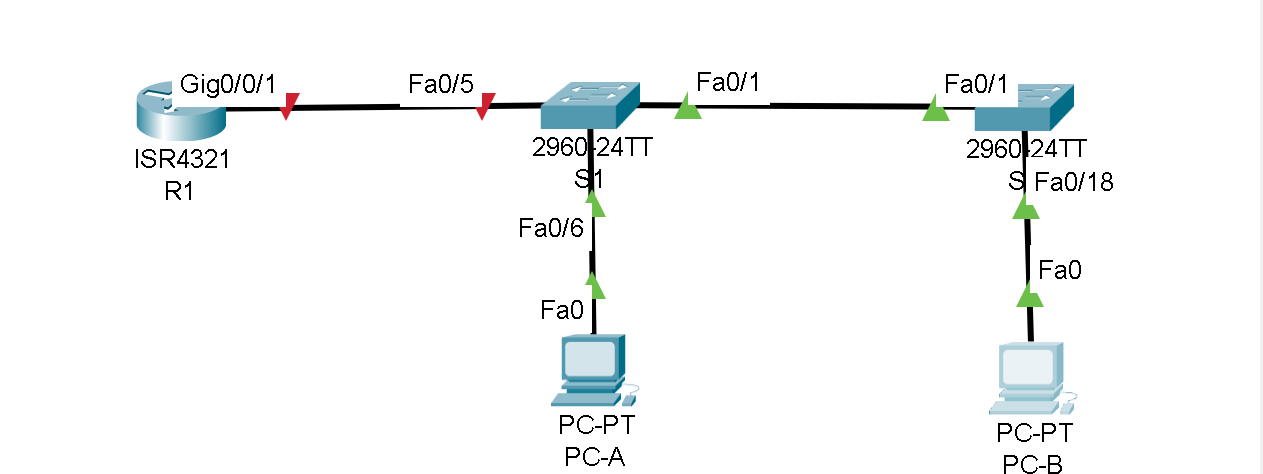 Gig0/0/1
Fa0/5
Fa0/1
Fa0/1
ISR4321
R1
2960-24TT
S1
2960-24TT
S
Fa0/18
Fa0/6
Fa0
Fa0
PC-PT
PC-A
PC-PT
PC-B